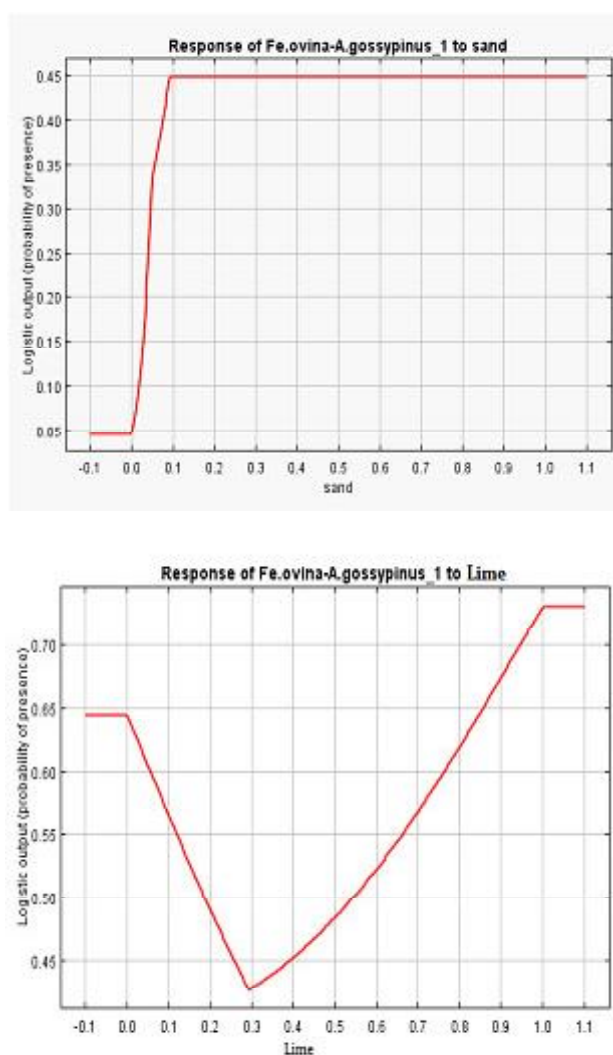 Response of Fe.ovina-A.gossypinus_1 to sand
Logistic output (probability of presence)
0.45
0.40
0.35
0.30
0.25
0.20
0.15
0.10
0.05
-0.1 0.0 0.1 0.2 0.3 0.4 0.5 0.6 0.7 0.8 0.9 1.0 1.1
sand
Response of Fe.ovina-A.gossypinus_1 to Lime
Logistic output (probability of presence)
0.70
0.65
0.60
0.55
0.50
0.45
-0.1 0.0 0.1 0.2 0.3 0.4 0.5 0.6 0.7 0.8 0.9 1.0 1.1
Lime